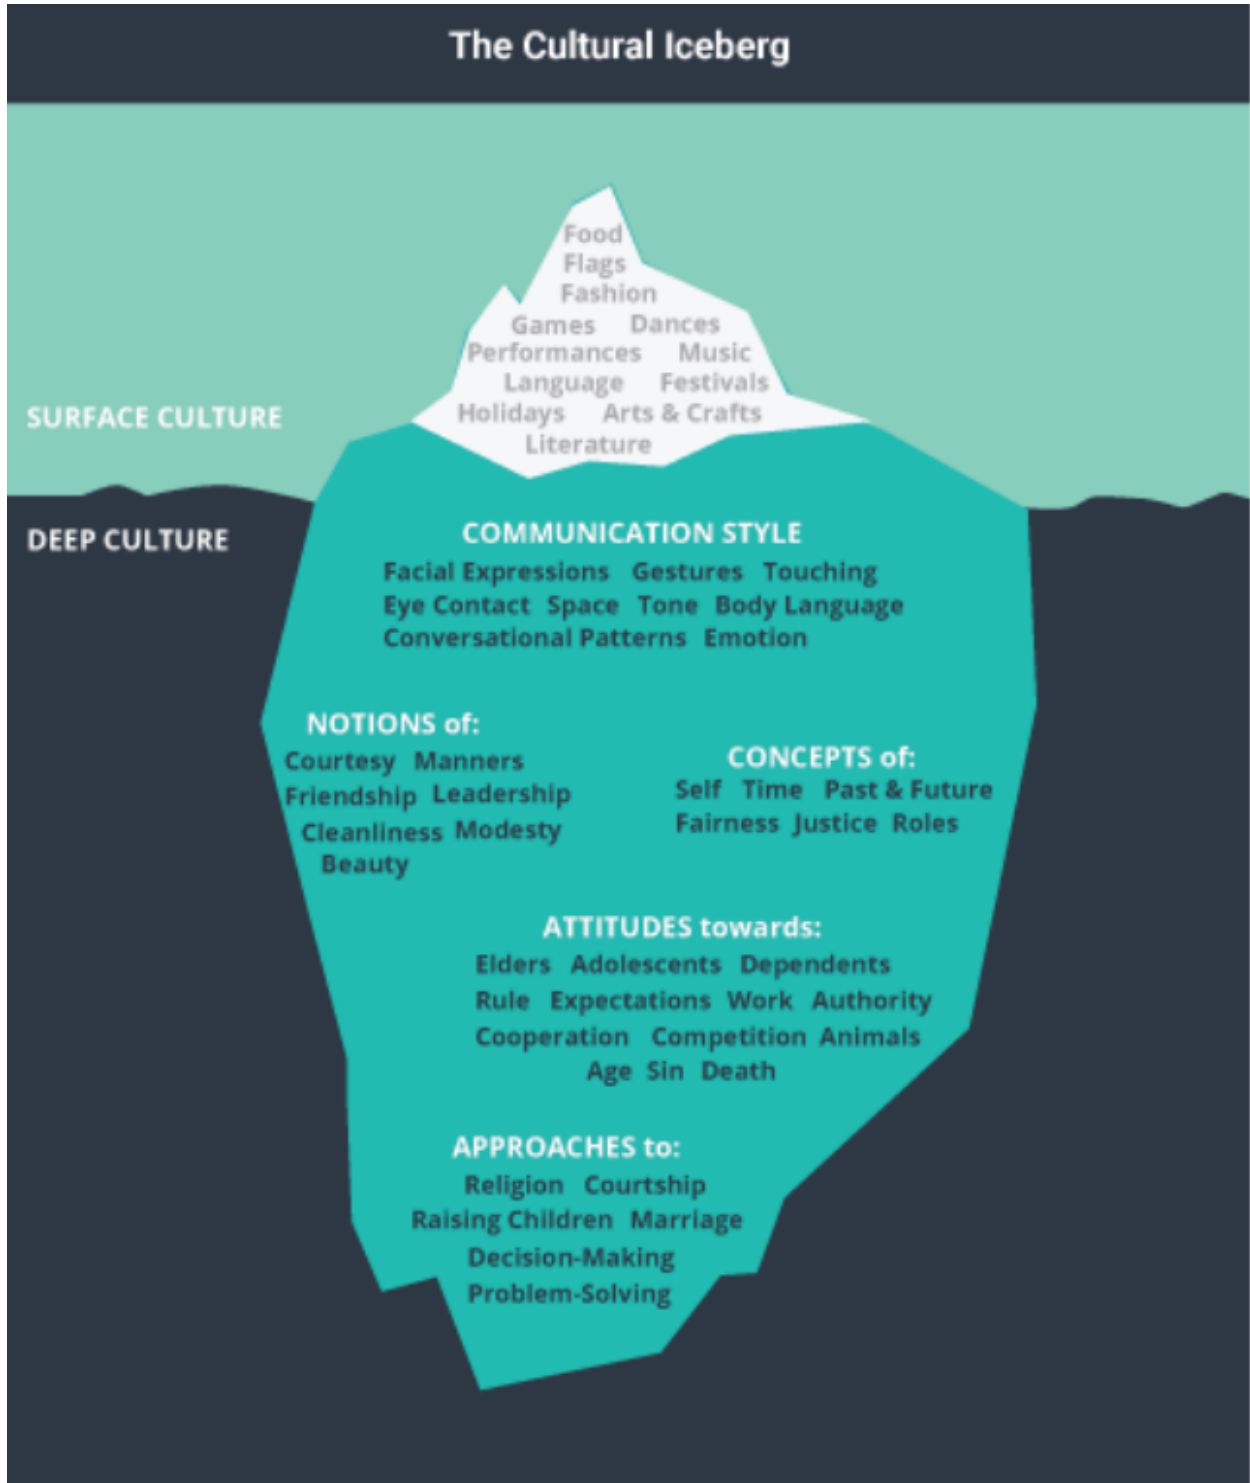 The Cultural Iceberg
Food
Flags
Fashion
Games Dances
Performances Music
Language Festivals
SURFACE CULTURE
Holidays Arts & Crafts
Literature
DEEP CULTURE
COMMUNICATION STYLE
Facial Expressions Gestures Touching
Eye Contact Space Tone Body Language
Conversational Patterns Emotion
NOTIONS of:
Courtesy Manners
Friendship Leadership
Cleanliness Modesty
Beauty
CONCEPTS of:
Self Time Past & Future
Fairness Justice Roles
ATTITUDES towards:
Elders Adolescents Dependents
Rule Expectations Work Authority
Cooperation Competition Animals
Age Sin Death
APPROACHES to:
Religion Courtship
Raising Children Marriage
Decision-Making
Problem-Solving